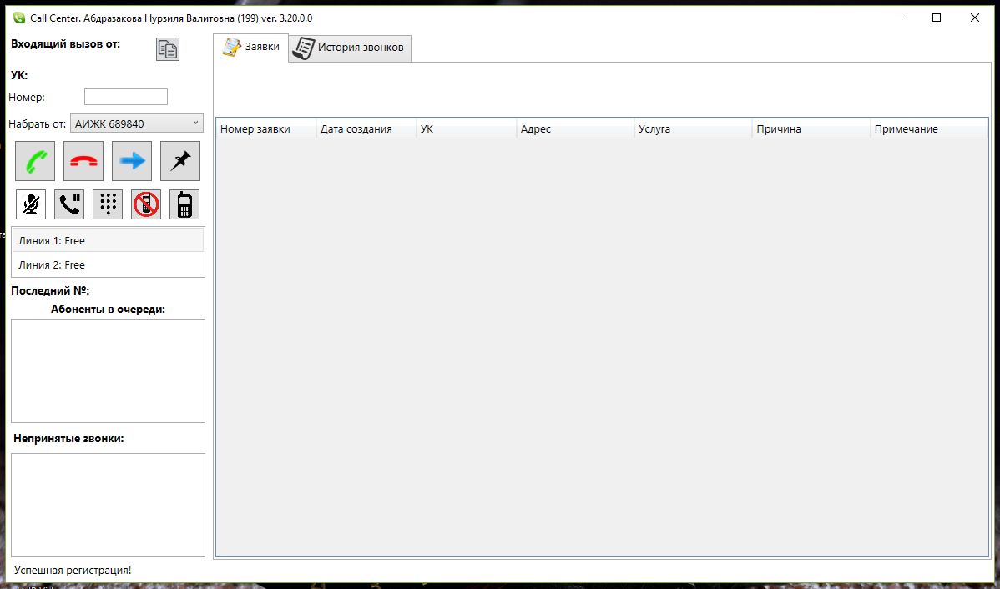 Call Center. Абдразакова Нурзиля Валитовна (199) ver. 3.20.0.0
Входящий вызов от:
Заявки
История звонков
УК:
Номер:
Набрать от: АИЖК 689840
Номер заявки Дата создания УК Адрес Услуга Причина Примечание
Линия 1: Free
Линия 2: Free
Последний №:
Абоненты в очереди:
Непринятые звонки:
Успешная регистрация!